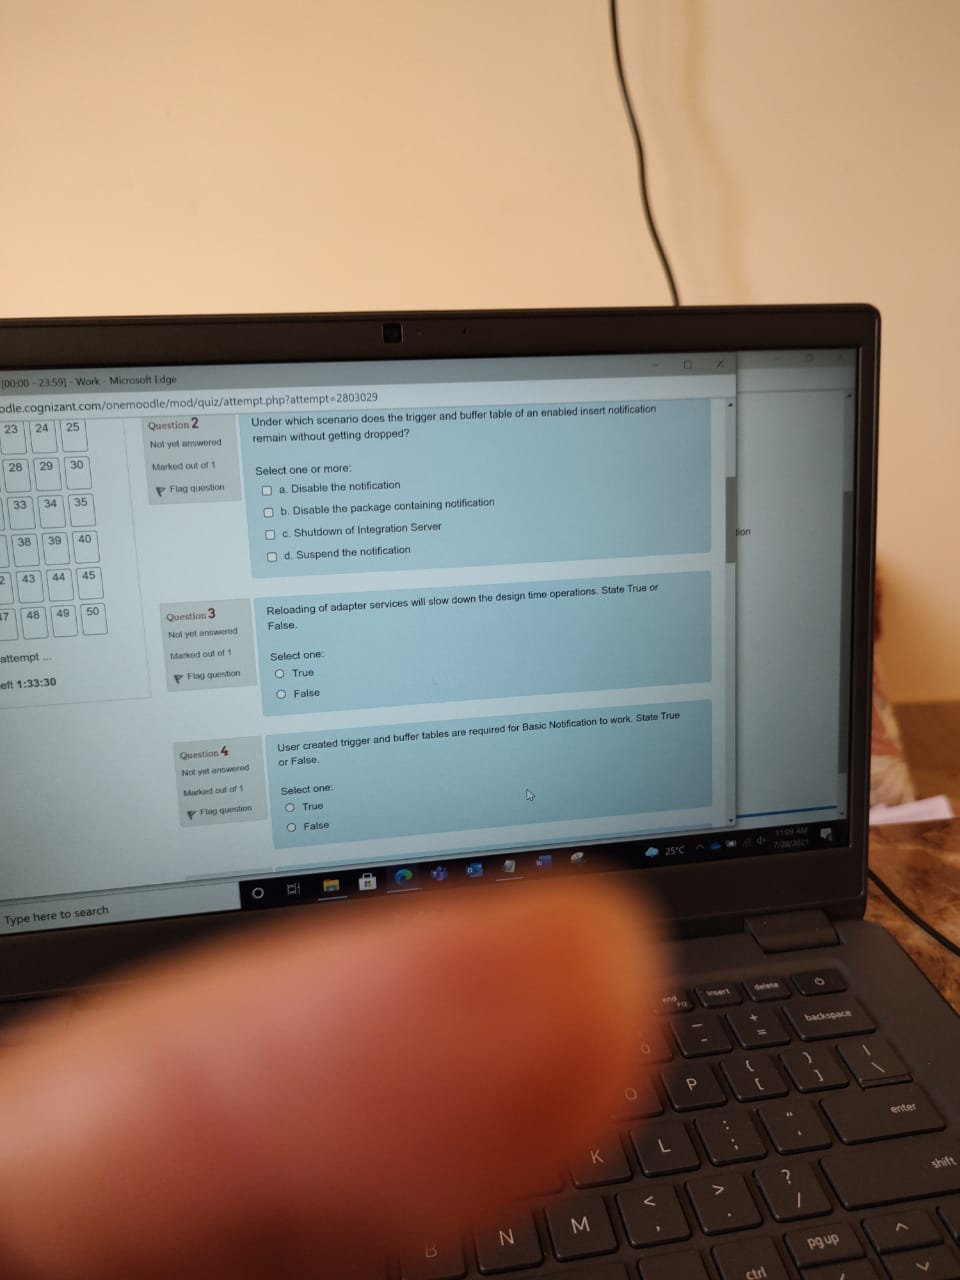 [00:00 - 23:59] - Work - Microsoft Edge
odle.cognizant.com/onemoodle/mod/quiz/attempt.php?attempt=2803029
23 24 25
28 29 30
33 34 35
38 39 40
2 43 44 45
47 48 49 50
attempt ...
eft 1:33:30
Question 2
Not yet answered
Marked out of 1
Flag question
Under which scenario does the trigger and buffer table of an enabled insert notification
remain without getting dropped?
Select one or more:
a. Disable the notification
b. Disable the package containing notification
c. Shutdown of Integration Server
d. Suspend the notification
tion
Question 3
Not yet answered
Marked out of 1
Flag question
Reloading of adapter services will slow down the design time operations. State True or
False.
Select one:
True
False
Question 4
Not yet answered
Marked out of 1
Flag question
User created trigger and buffer tables are required for Basic Notification to work. State True
or False.
Select one:
True
False
Type here to search
25°C
11:09 AM
7/28/2021
end
F12
insert
delete
- _
+ =
backspace
O
P
{ [
} ]
| \
K
L
: ;
" '
enter
B
N
M
< ,
> .
? /
shift
ctrl
pg up